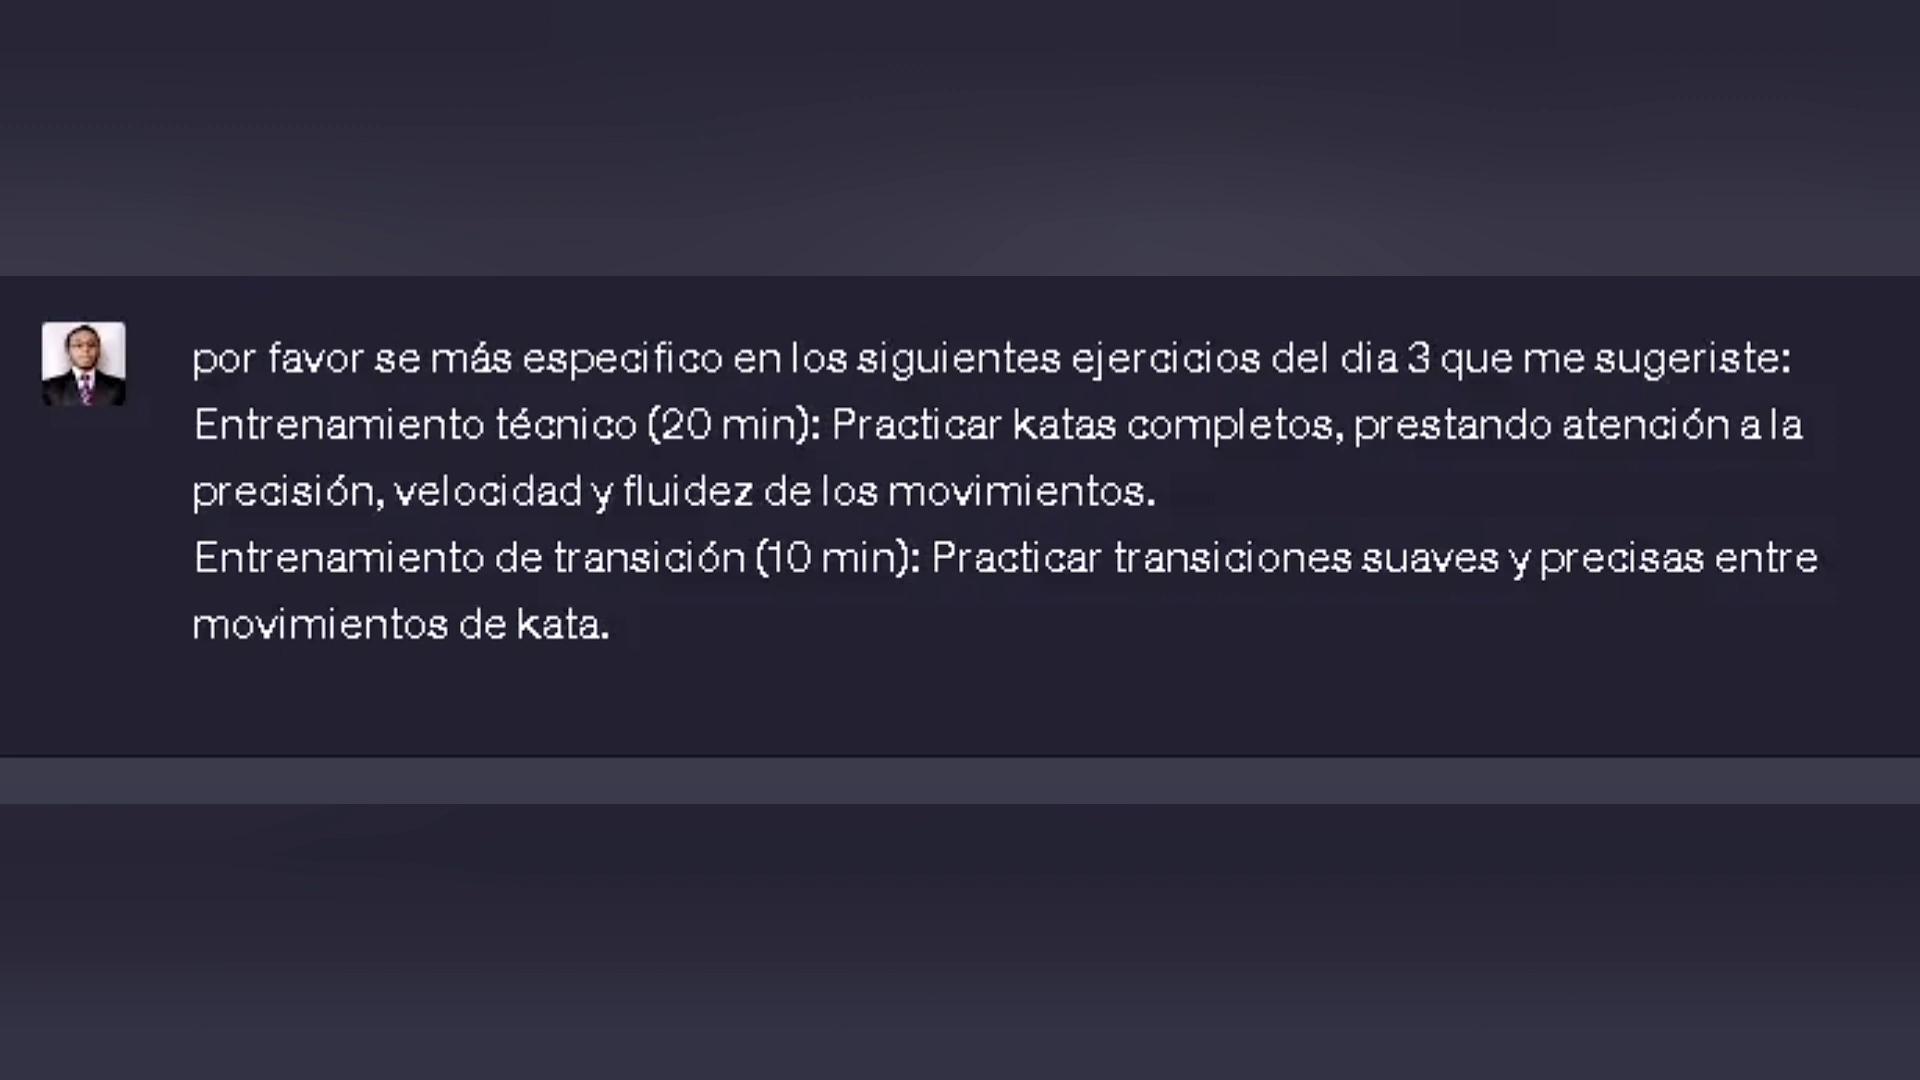 por favor se más especifico en los siguientes ejercicios del dia 3 que me sugeriste:
Entrenamiento técnico (20 min): Practicar katas completos, prestando atención a la
precisión, velocidad y fluidez de los movimientos.
Entrenamiento de transición (10 min): Practicar transiciones suaves y precisas entre
movimientos de kata.